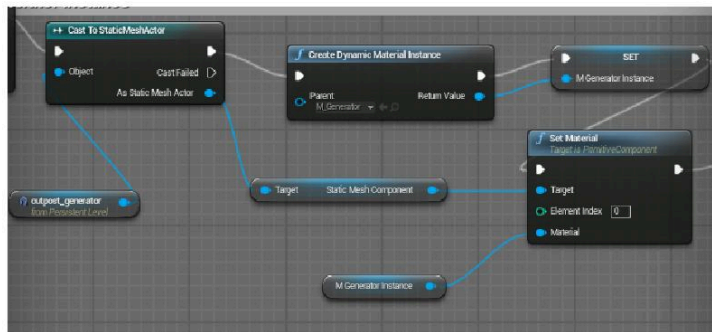 Cast To StaticMeshActor
Object
Cast Failed
As Static Mesh Actor
Create Dynamic Material Instance
Parent
M_Generator
Return Value
SET
M Generator Instance
outpost_generator
from Persistent Level
Target
Static Mesh Component
Set Material
Target is Primitive Component
Target
Element Index 0
Material
M Generator Instance